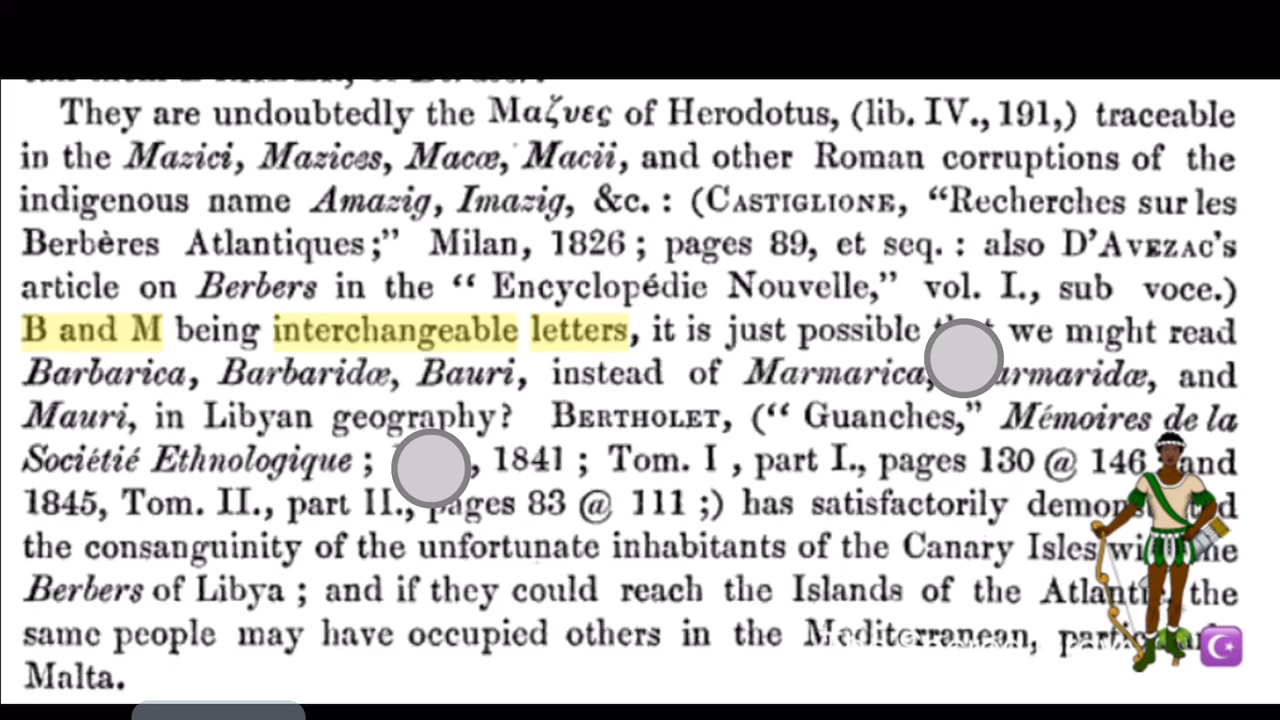 They are undoubtedly the Μαζυες of Herodotus, (lib. IV., 191,) traceable
in the Mazici, Mazices, Macœ, Macii, and other Roman corruptions of the
indigenous name Amazig, Imazig, &c. : (CASTIGLIONE, “Recherches sur les
Berbères Atlantiques;” Milan, 1826 ; pages 89, et seq. : also D’AVEZAC’s
article on Berbers in the “ Encyclopédie Nouvelle,” vol. I., sub voce.)
B and M being interchangeable letters, it is just possible we might read
Barbarica, Barbaridœ, Bauri, instead of Marmarica, and
Mauri, in Libyan geography? BERTHOLET, (“ Guanches,” Mémoires de la
Sociétié Ethnologique ; , 1841 ; Tom. I , part I., pages 130 @ 146 and
1845, Tom. II., part II., pages 83 @ 111 ;) has satisfactorily
the consanguinity of the unfortunate inhabitants of the Canary Isles
Berbers of Libya ; and if they could reach the Islands of the the
same people may have occupied others in the Mediterranean,
Malta.